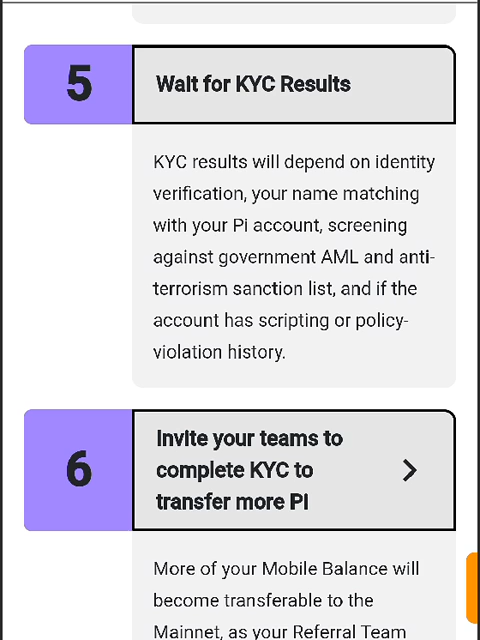 5
Wait for KYC Results
KYC results will depend on identity
verification, your name matching
with your Pi account, screening
against government AML and anti-
terrorism sanction list, and if the
account has scripting or policy-
violation history.
6
Invite your teams to
complete KYC to
transfer more PI
More of your Mobile Balance will
become transferable to the
Mainnet, as your Referral Team